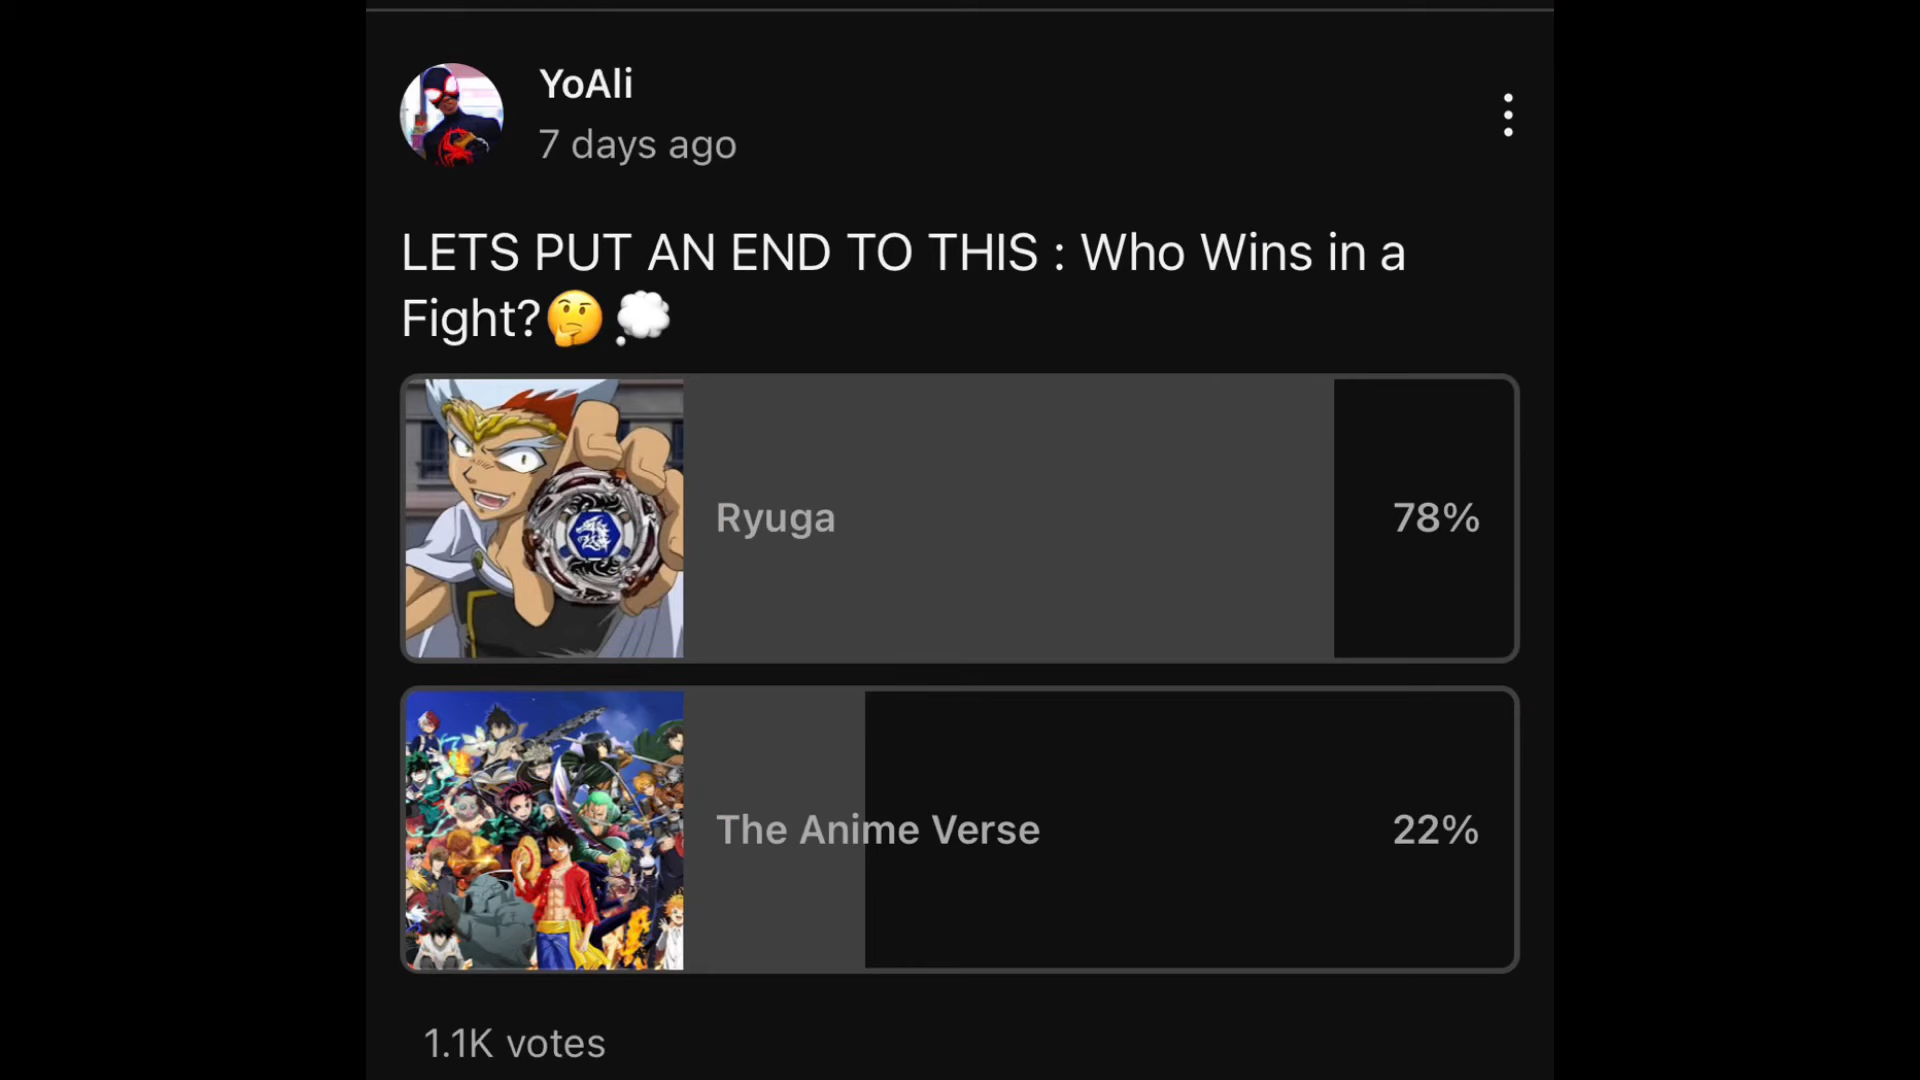 YoAli
7 days ago
LETS PUT AN END TO THIS : Who Wins in a
Fight?🤔💭
Ryuga
78%
The Anime Verse
22%
1.1K votes